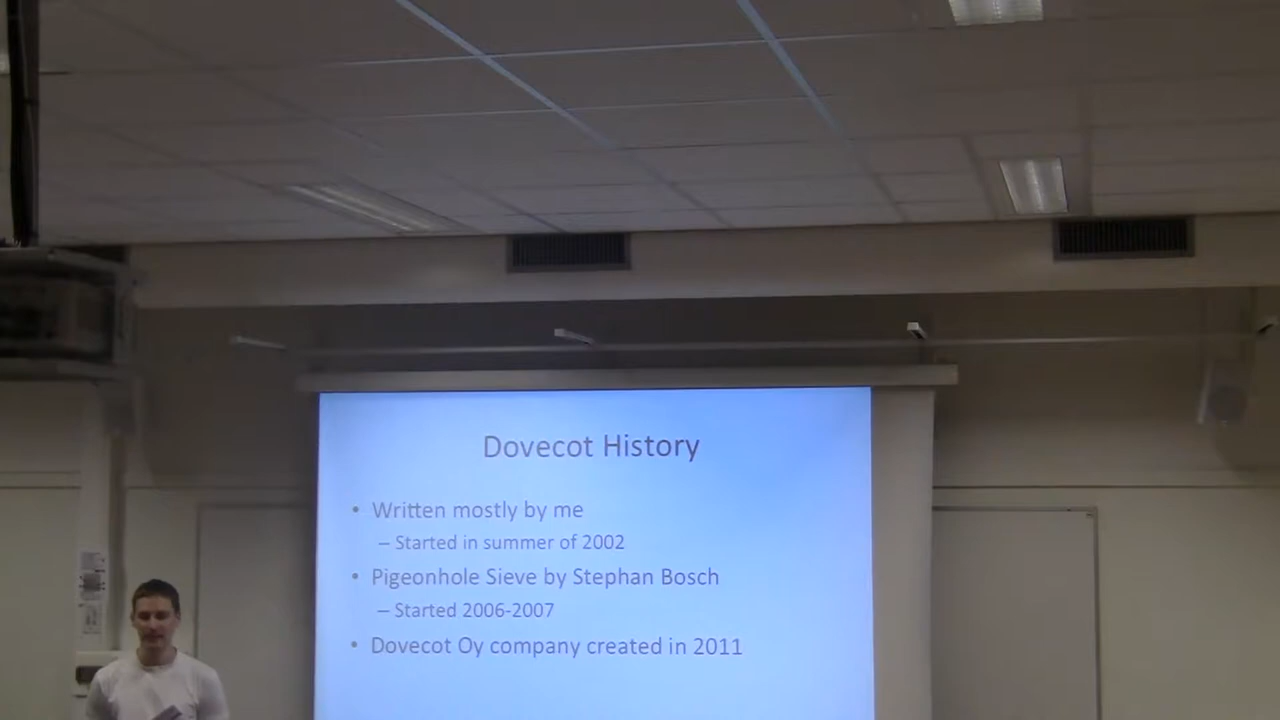 Dovecot History
• Written mostly by me
– Started in summer of 2002
• Pigeonhole Sieve by Stephan Bosch
– Started 2006-2007
• Dovecot Oy company created in 2011